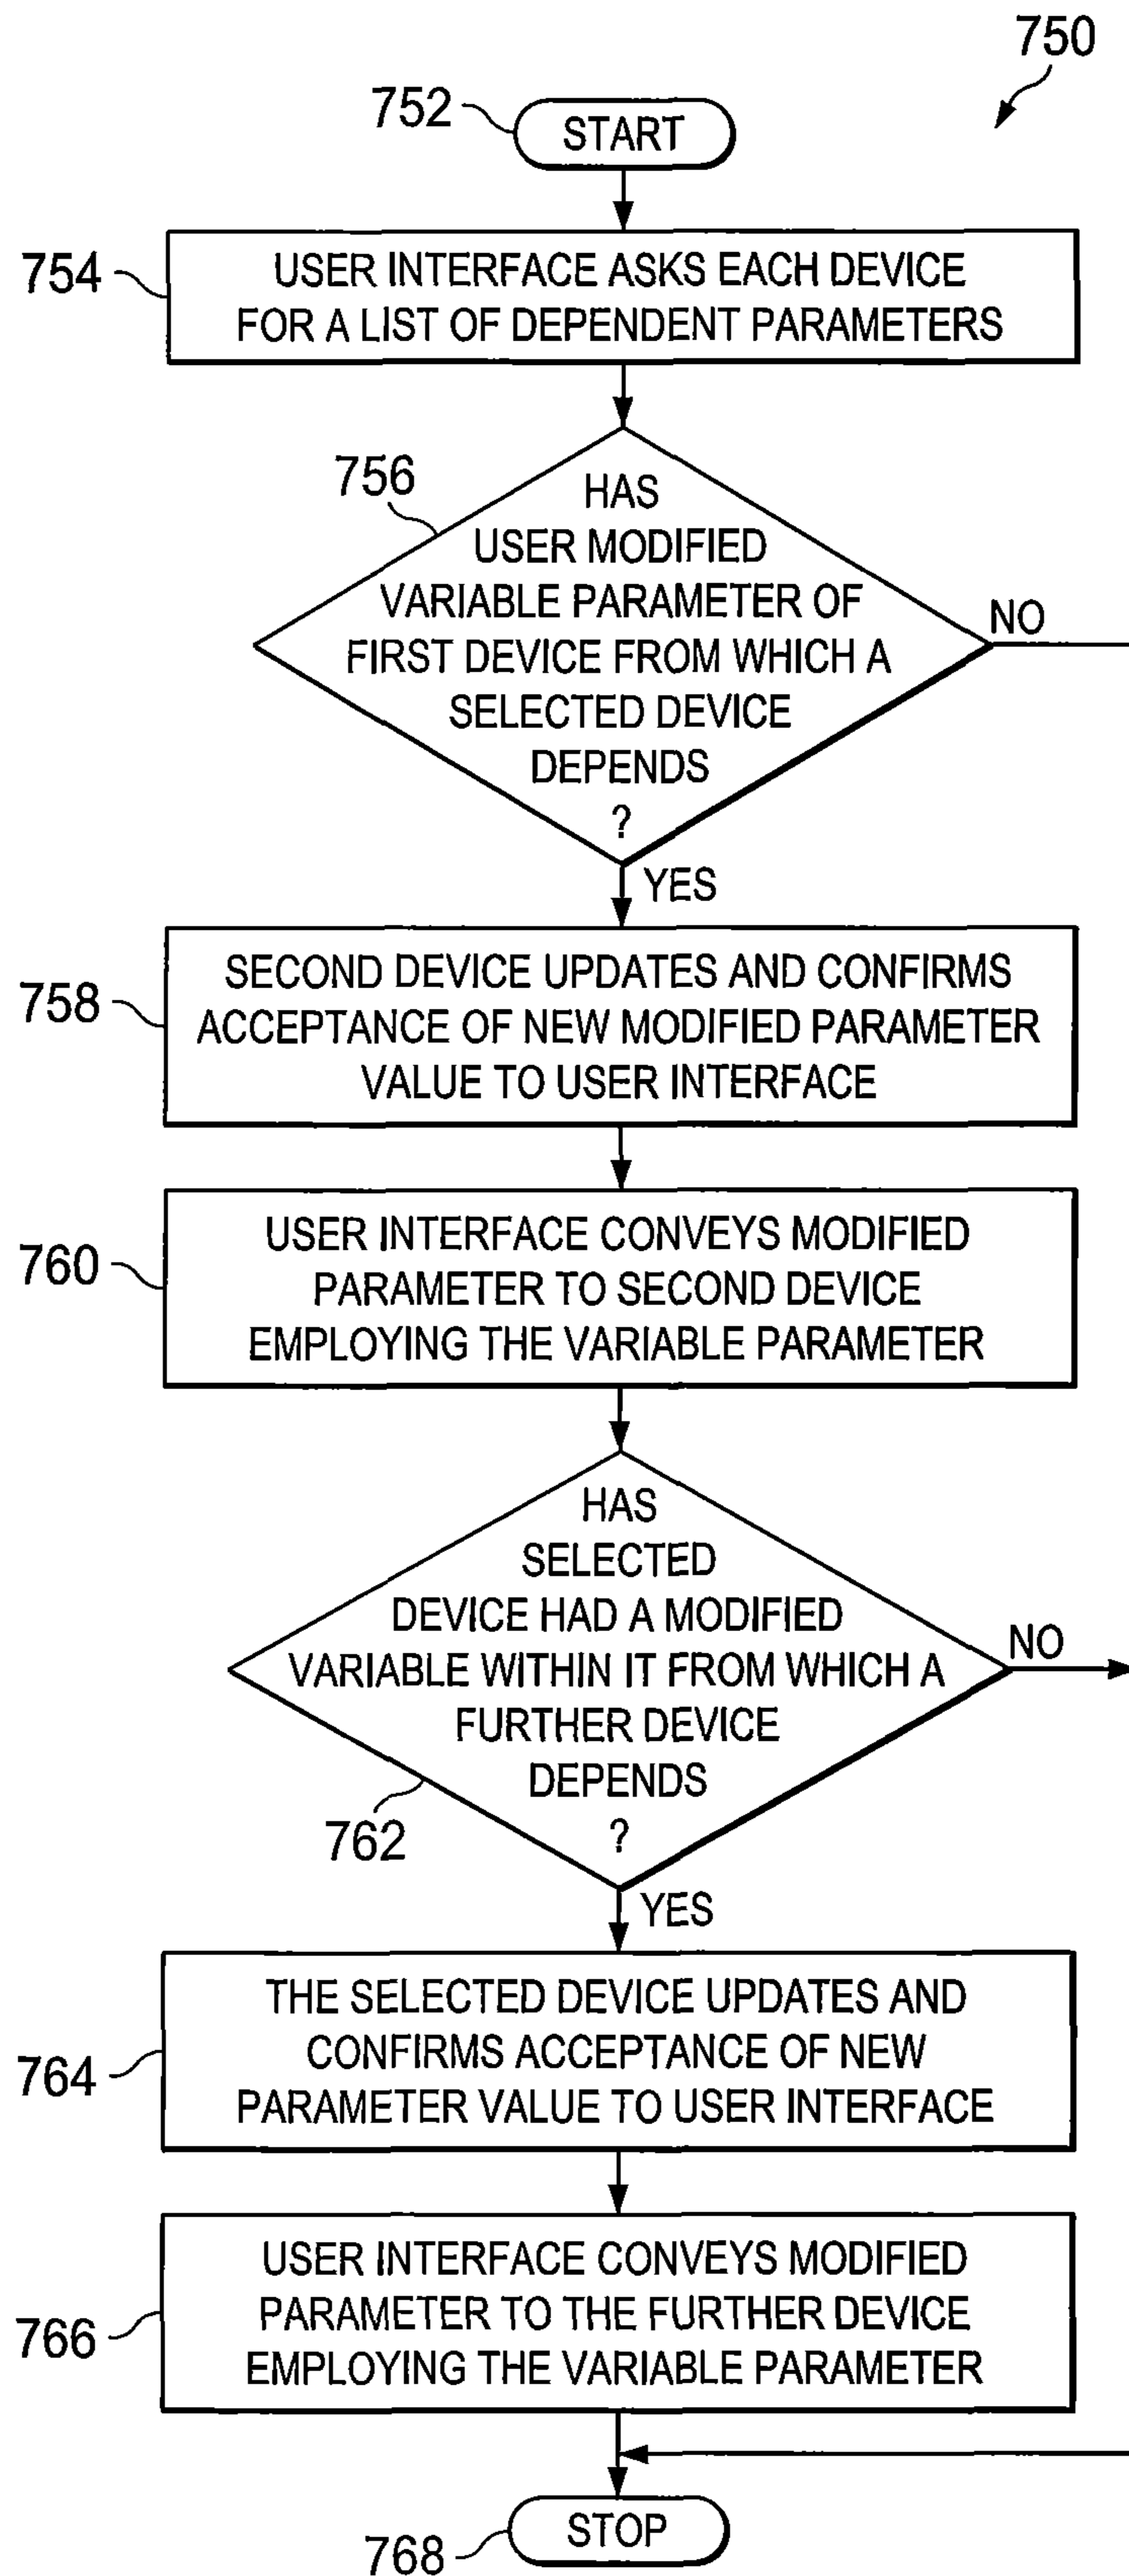 750
752
START
754
USER INTERFACE ASKS EACH DEVICE
FOR A LIST OF DEPENDENT PARAMETERS
756
HAS
USER MODIFIED
VARIABLE PARAMETER OF
FIRST DEVICE FROM WHICH A
SELECTED DEVICE
DEPENDS
?
NO
YES
758
SECOND DEVICE UPDATES AND CONFIRMS
ACCEPTANCE OF NEW MODIFIED PARAMETER
VALUE TO USER INTERFACE
760
USER INTERFACE CONVEYS MODIFIED
PARAMETER TO SECOND DEVICE
EMPLOYING THE VARIABLE PARAMETER
HAS
SELECTED
DEVICE HAD A MODIFIED
VARIABLE WITHIN IT FROM WHICH A
FURTHER DEVICE
DEPENDS
?
NO
762
YES
764
THE SELECTED DEVICE UPDATES AND
CONFIRMS ACCEPTANCE OF NEW
PARAMETER VALUE TO USER INTERFACE
766
USER INTERFACE CONVEYS MODIFIED
PARAMETER TO THE FURTHER DEVICE
EMPLOYING THE VARIABLE PARAMETER
768
STOP